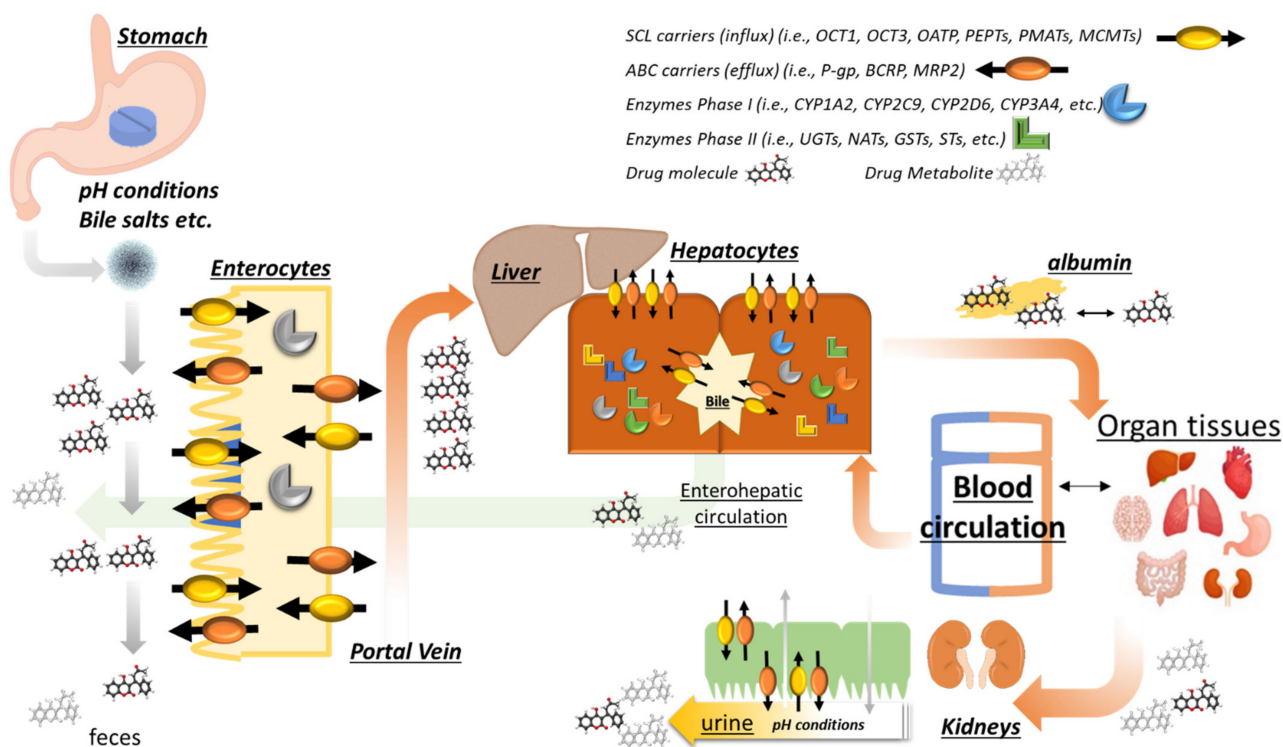 Stomach
SCL carriers (influx) (i.e., OCT1, OCT3, OATP, PEPTs, PMATs, MCMTs)
ABC carriers (efflux) (i.e., P-gp, BCRP, MRP2)
Enzymes Phase I (i.e., CYP1A2, CYP2C9, CYP2D6, CYP3A4, etc.)
Enzymes Phase II (i.e., UGTs, NATs, GSTs, STs, etc.)
Drug molecule
Drug Metabolite
pH conditions
Bile salts etc.
Enterocytes
Liver
Hepatocytes
albumin
Bile
Organ tissues
Blood
circulation
Enterohepatic
circulation
Portal Vein
urine
pH conditions
Kidneys
feces